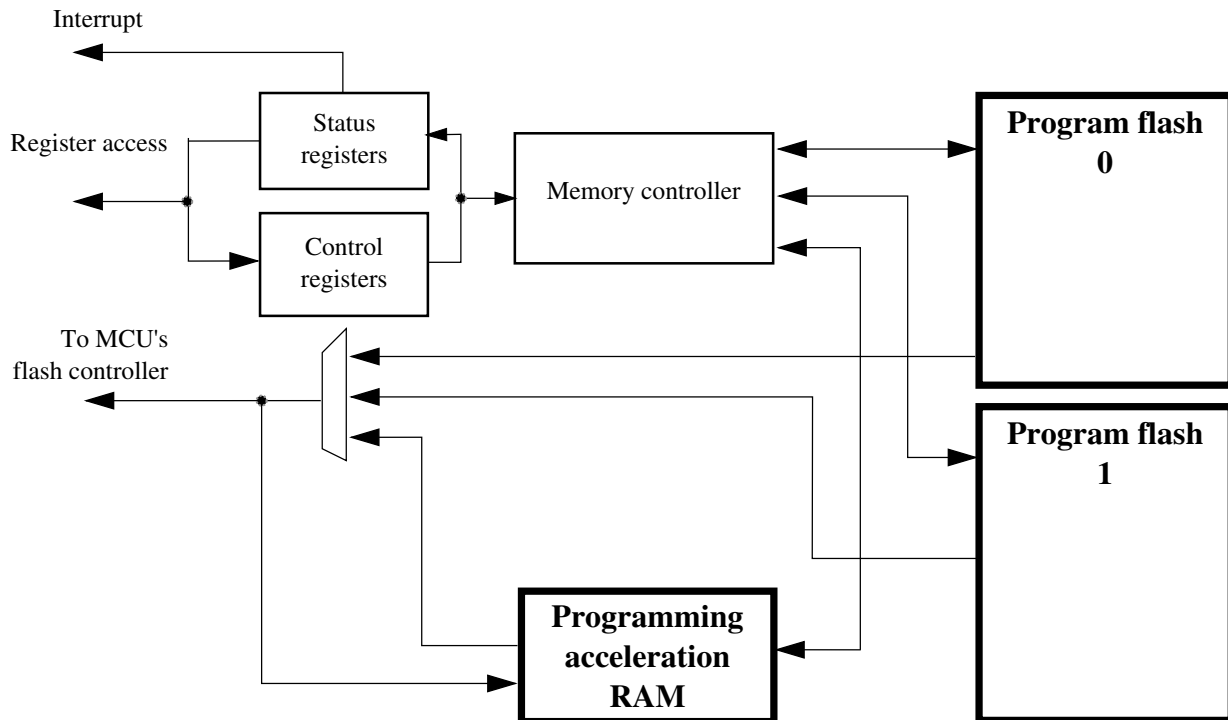 Interrupt
Status
registers
Register access
Control
registers
Memory controller
Program flash
0
To MCU's
flash controller
Program flash
1
Programming
acceleration
RAM